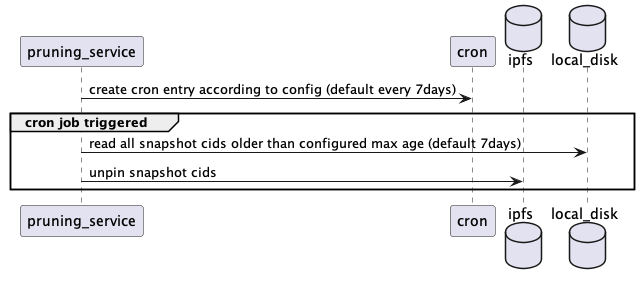 pruning_service
cron
ipfs
local_disk
create cron entry according to config (default every 7days)
cron job triggered
read all snapshot cids older than configured max age (default 7days)
unpin snapshot cids
pruning_service
cron
ipfs
local_disk